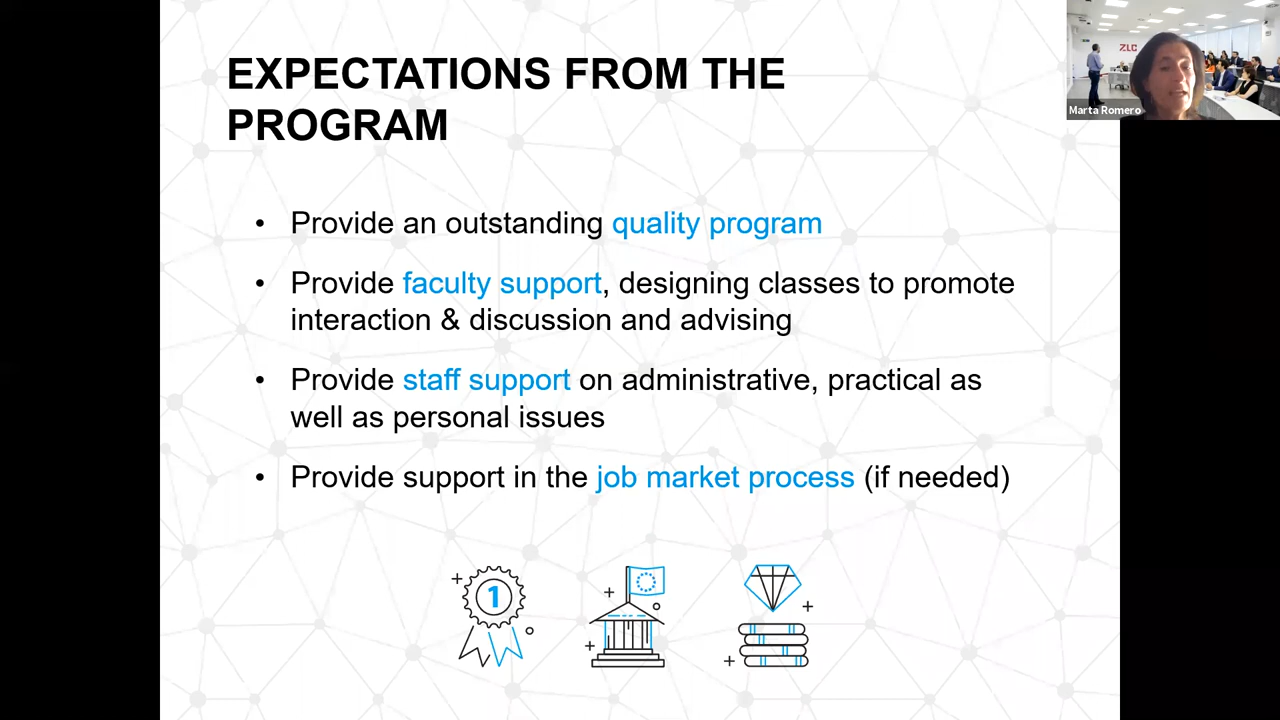 EXPECTATIONS FROM THE
PROGRAM
ZLC
Marta Romero
• Provide an outstanding quality program
• Provide faculty support, designing classes to promote
interaction & discussion and advising
• Provide staff support on administrative, practical as
well as personal issues
• Provide support in the job market process (if needed)
1